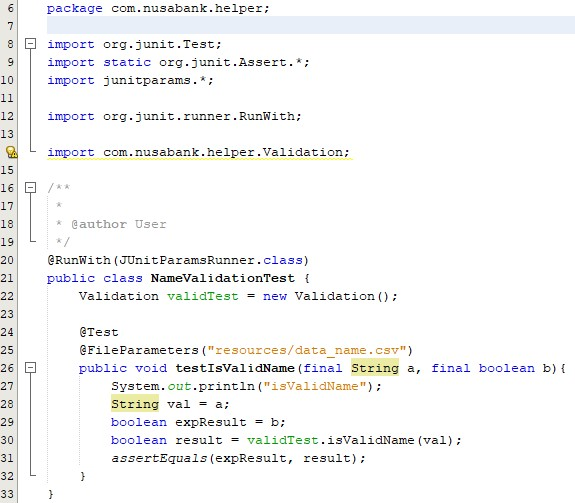 6 package com.nusabank.helper;
7
8 import org.junit.Test;
9 import static org.junit.Assert.*;
10 import junitparams.*;
11
12 import org.junit.runner.RunWith;
13
import com.nusabank.helper.Validation;
15
16 /**
17 *
18 * @author User
19 */
20 @RunWith(JUnitParamsRunner.class)
21 public class NameValidationTest {
22 Validation validTest = new Validation();
23
24 @Test
25 @FileParameters("resources/data_name.csv")
26 public void testIsValidName(final String a, final boolean b){
27 System.out.println("isValidName");
28 String val = a;
29 boolean expResult = b;
30 boolean result = validTest.isValidName(val);
31 assertEquals(expResult, result);
32 }
33 }